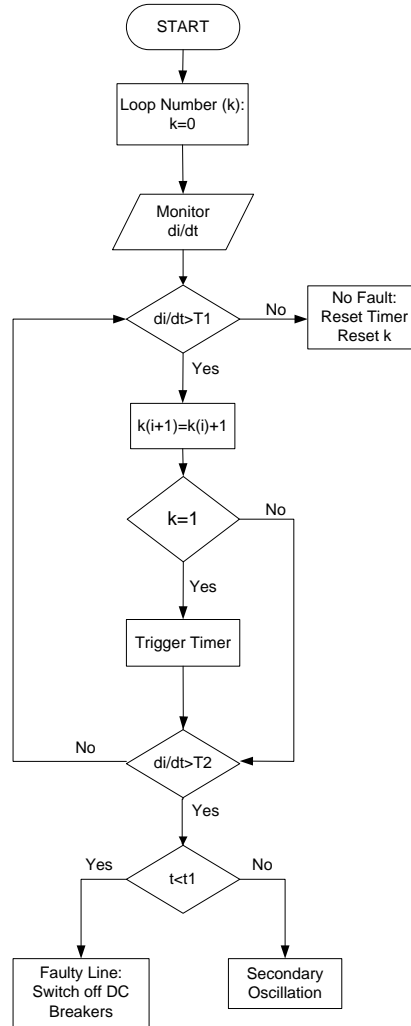 START
Loop Number (k):
k=0
Monitor
di/dt
di/dt>T1
No
No Fault:
Reset Timer
Reset k
Yes
k(i+1)=k(i)+1
k=1
No
Yes
Trigger Timer
No
di/dt>T2
Yes
Yes
t<t1
No
Faulty Line:
Switch off DC
Breakers
Secondary
Oscillation